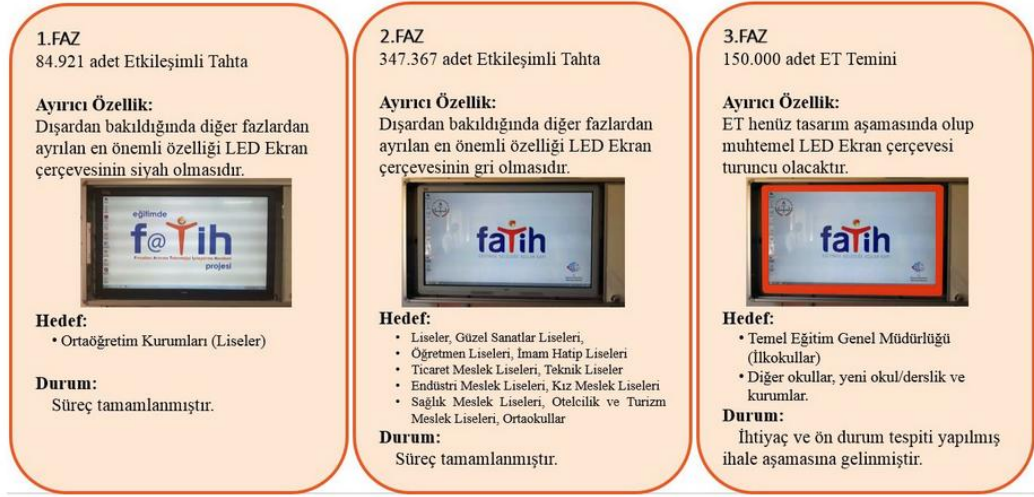 1.FAZ
84.921 adet Etkileşimli Tahta
Ayırıcı Özellik:
Dışardan bakıldığında diğer fazlardan
ayrılan en önemli özelliği LED Ekran
çerçevesinin siyah olmasıdır.
eğitimde
f@tih
projesi
Hedef:
• Ortaöğretim Kurumları (Liseler)
Durum:
Süreç tamamlanmıştır.
2.FAZ
347.367 adet Etkileşimli Tahta
Ayırıcı Özellik:
Dışardan bakıldığında diğer fazlardan
ayrılan en önemli özelliği LED Ekran
çerçevesinin gri olmasıdır.
fatih
Hedef:
• Liseler, Güzel Sanatlar Liseleri,
• Öğretmen Liseleri, İmam Hatip Liseleri
• Ticaret Meslek Liseleri, Teknik Liseler
• Endüstri Meslek Liseleri, Kız Meslek Liseleri
• Sağlık Meslek Liseleri, Otelcilik ve Turizm
Meslek Liseleri, Ortaokullar
Durum:
Süreç tamamlanmıştır.
3.FAZ
150.000 adet ET Temini
Ayırıcı Özellik:
ET henüz tasarım aşamasında olup
muhtemel LED Ekran çerçevesi
turuncu olacaktır.
fatih
Hedef:
• Temel Eğitim Genel Müdürlüğü
(İlkokullar)
• Diğer okullar, yeni okul/derslik ve
kurumlar.
Durum:
İhtiyaç ve ön durum tespiti yapılmış
ihale aşamasına gelinmiştir.